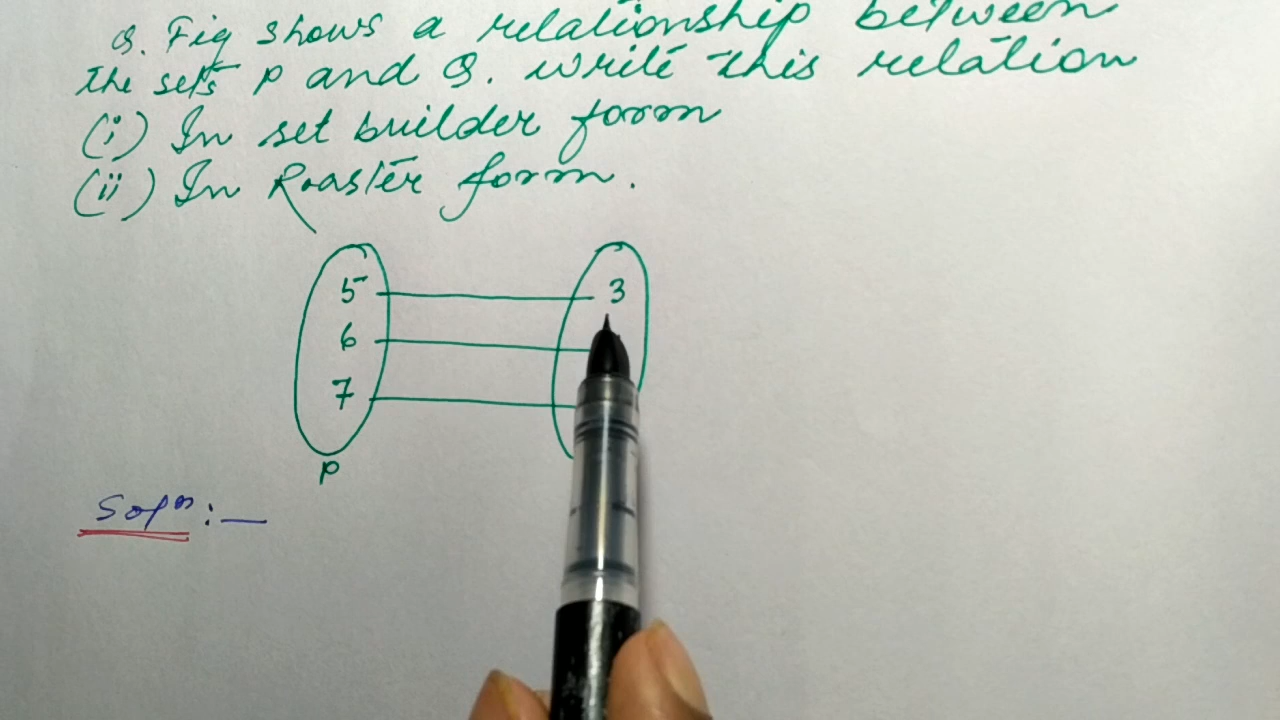 Q. Fig shows a relationship between
the sets P and Q. write this relation
(i) In set builder form
(ii) In Roaster form.
5 3
6
7
P
Solⁿ :—